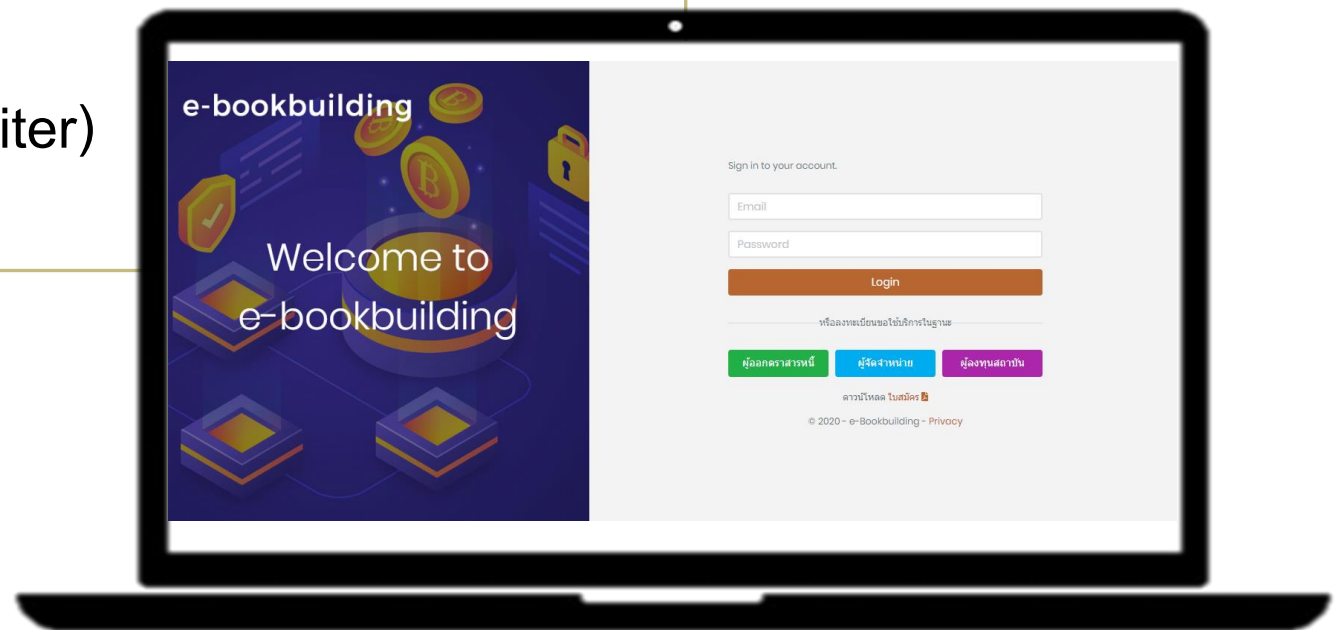 iter)
e-bookbuilding
Welcome to
e-bookbuilding
Sign in to your account.
Email
Password
Login
หรือลงทะเบียนขอใช้บริการในฐานะ
ผู้ออกตราสารหนี้
ผู้จัดจำหน่าย
ผู้ลงทุนสถาบัน
ดาวน์โหลด ใบสมัคร
© 2020 - e-Bookbuilding - Privacy